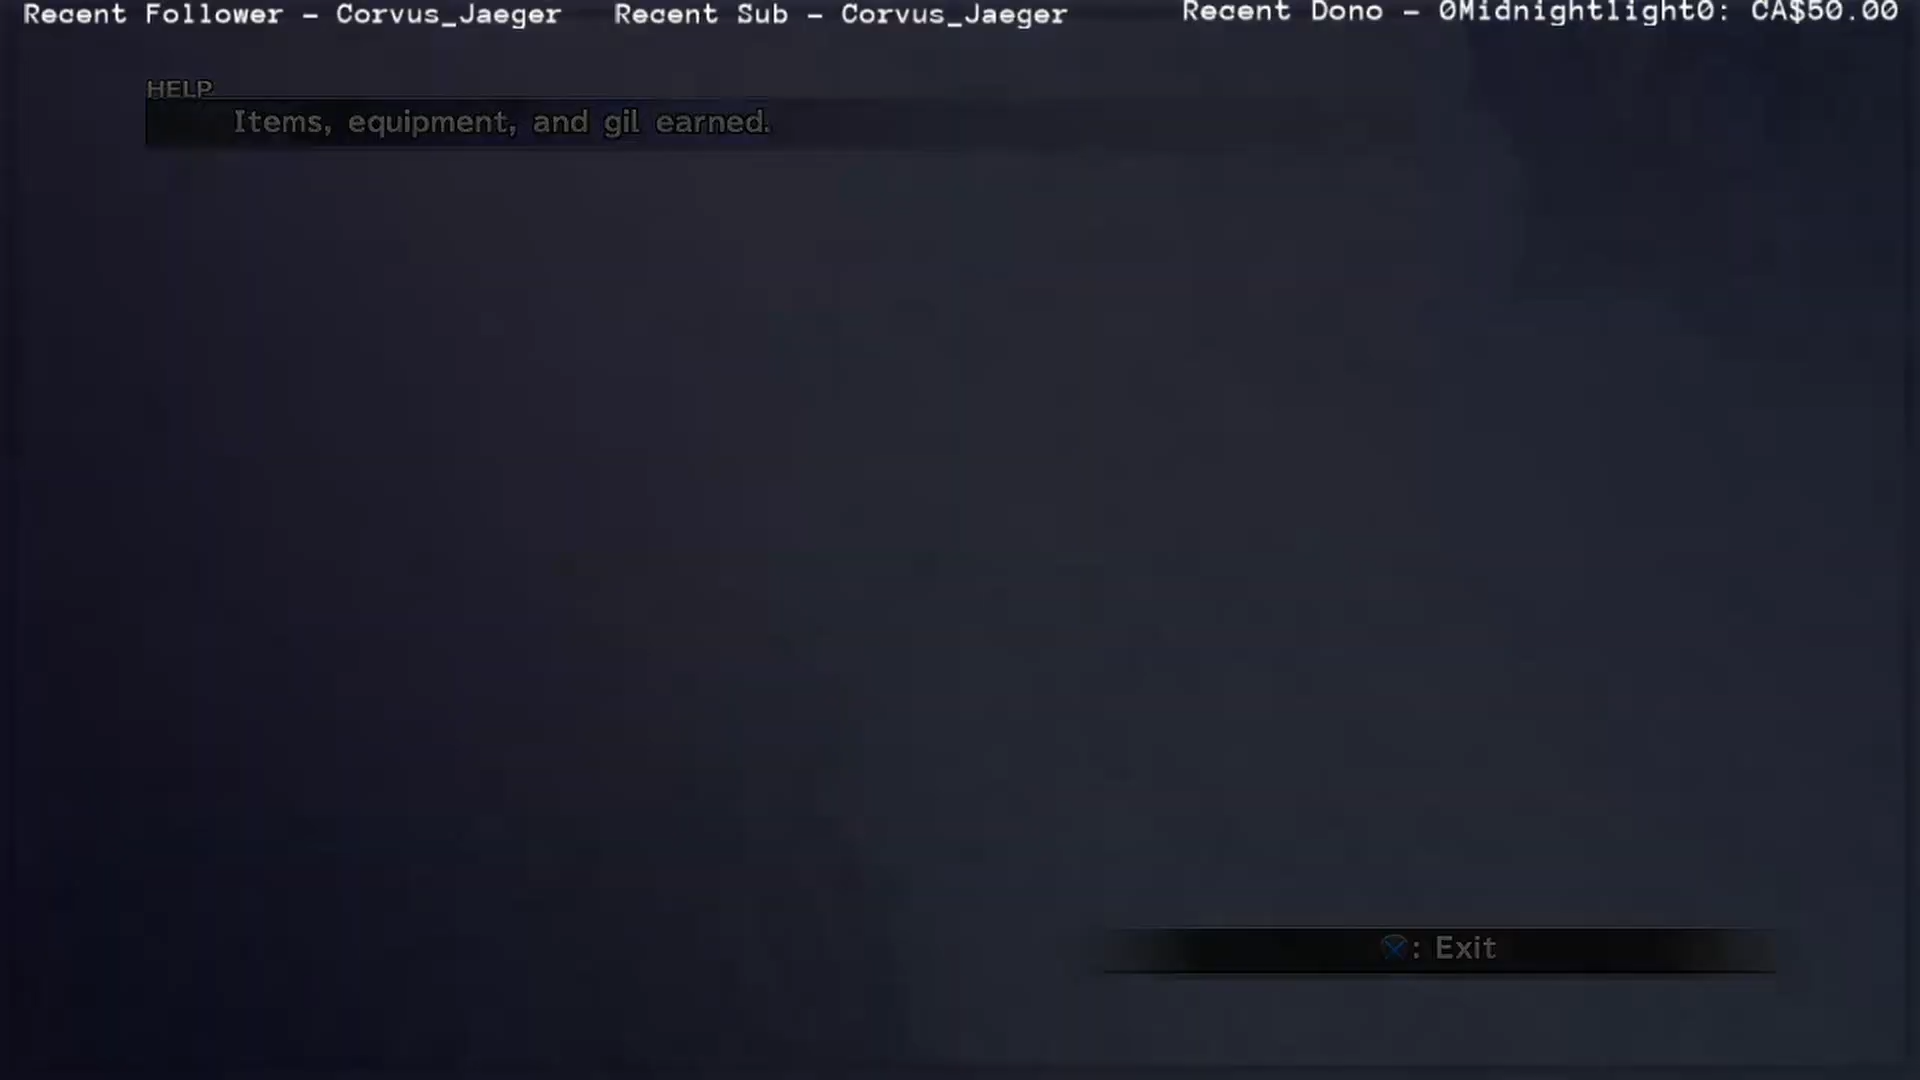 Recent Follower - Corvus_Jaeger   Recent Sub - Corvus_Jaeger   Recent Dono - 0Midnightlight0: CA$50.00
HELP
Items, equipment, and gil earned.
: Exit